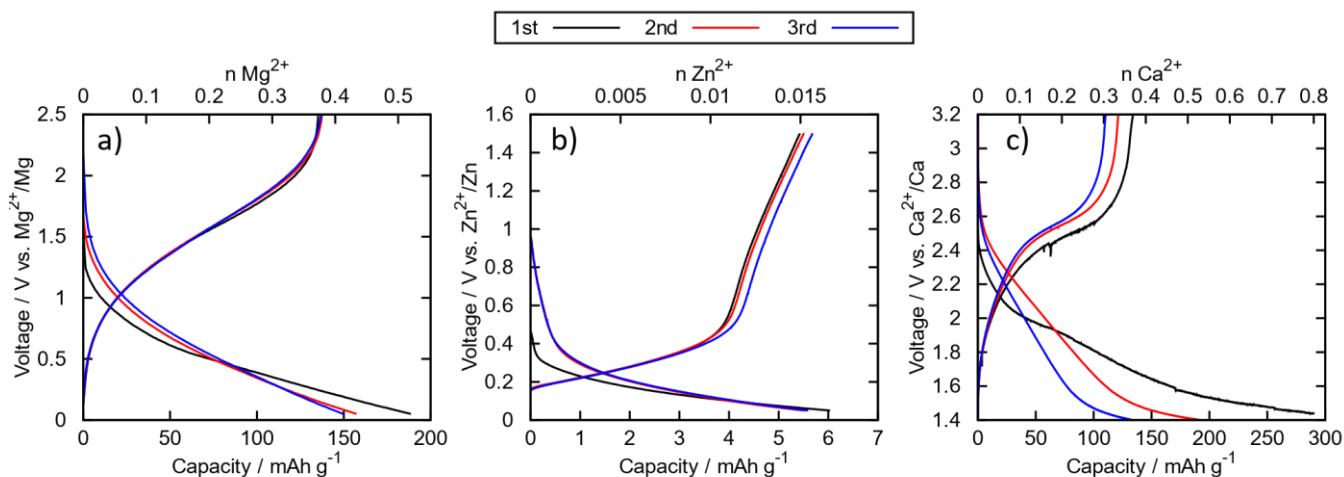 1st 2nd 3rd
n Mg2+
0 0.1 0.2 0.3 0.4 0.5
a)
2.5
2
1.5
1
0.5
0
Voltage / V vs. Mg2+/Mg
0 50 100 150 200
Capacity / mAh g-1
n Zn2+
0 0.005 0.01 0.015
b)
1.6
1.4
1.2
1
0.8
0.6
0.4
0.2
0
Voltage / V vs. Zn2+/Zn
0 1 2 3 4 5 6 7
Capacity / mAh g-1
n Ca2+
0 0.1 0.2 0.3 0.4 0.5 0.6 0.7 0.8
c)
3.2
3
2.8
2.6
2.4
2.2
2
1.8
1.6
1.4
Voltage / V vs. Ca2+/Ca
0 50 100 150 200 250 300
Capacity / mAh g-1